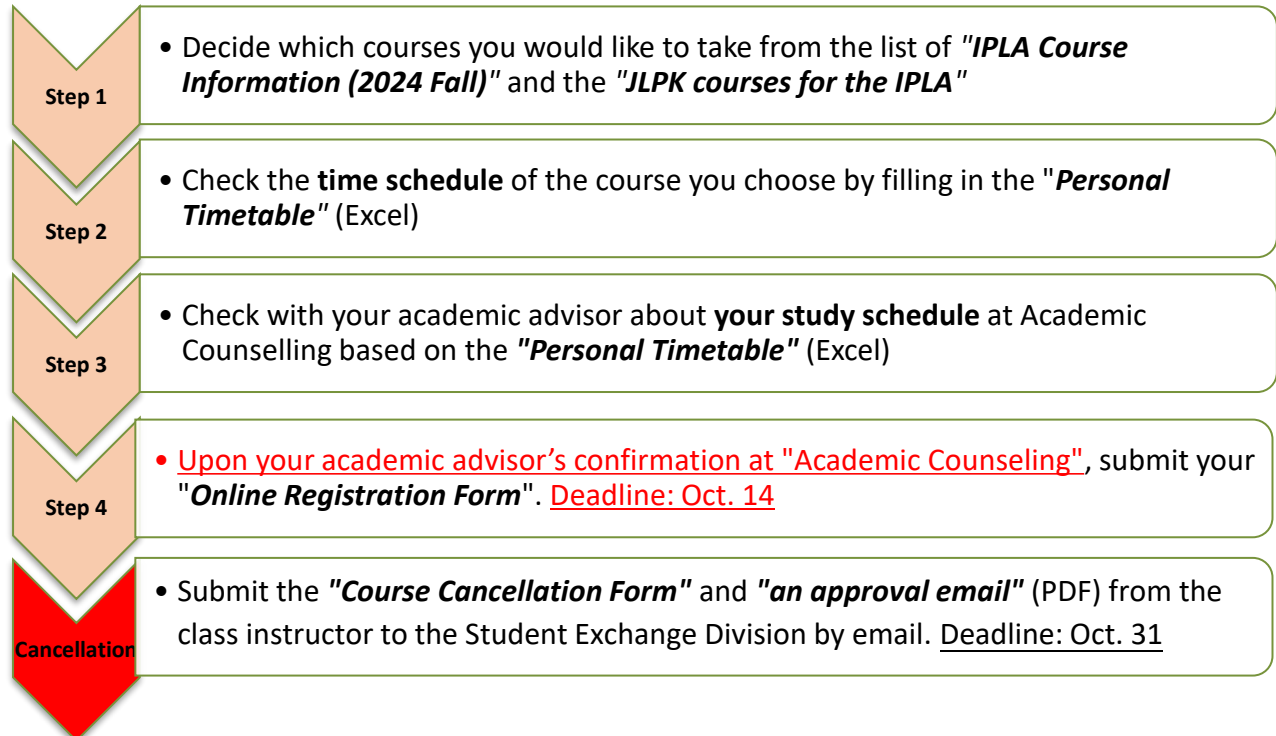 Step 1
• Decide which courses you would like to take from the list of "IPLA Course
Information (2024 Fall)" and the "JLPK courses for the IPLA"
Step 2
• Check the time schedule of the course you choose by filling in the "Personal
Timetable" (Excel)
Step 3
• Check with your academic advisor about your study schedule at Academic
Counselling based on the "Personal Timetable" (Excel)
Step 4
• Upon your academic advisor’s confirmation at "Academic Counseling", submit your
"Online Registration Form". Deadline: Oct. 14
Cancellation
• Submit the "Course Cancellation Form" and "an approval email" (PDF) from the
class instructor to the Student Exchange Division by email. Deadline: Oct. 31